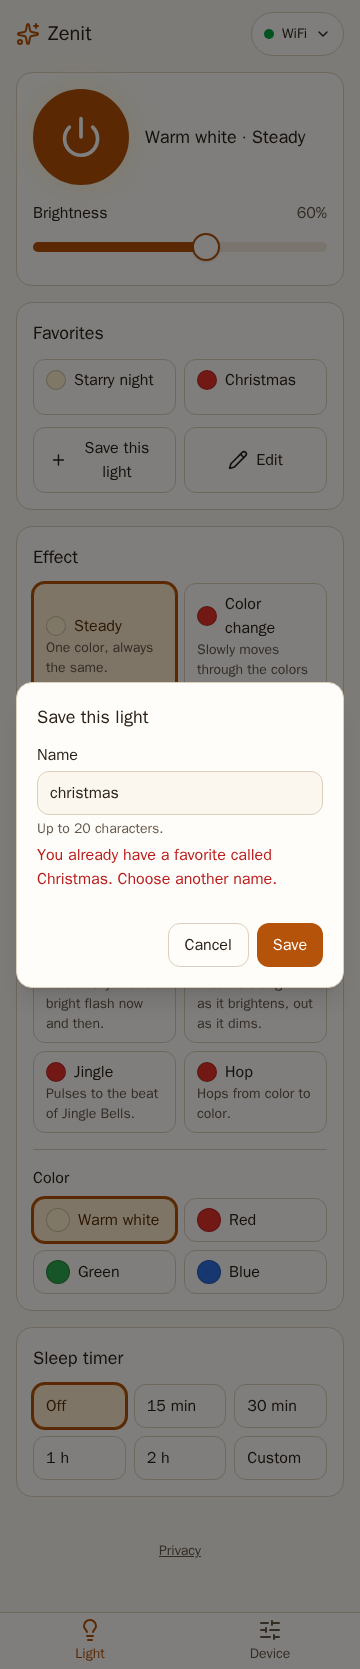 Zenit
WiFi
Warm white · Steady
Brightness
60%
Favorites
Starry night
Christmas
Save this
light
Edit
Effect
Steady
One color, always
the same.
Color
change
Slowly moves
through the colors
Save this light
Name
christmas
Up to 20 characters.
You already have a favorite called
Christmas. Choose another name.
Cancel
Save
bright flash now
and then.
as it brightens, out
as it dims.
Jingle
Pulses to the beat
of Jingle Bells.
Hop
Hops from color to
color.
Color
Warm white
Red
Green
Blue
Sleep timer
Off
15 min
30 min
1 h
2 h
Custom
Privacy
Light
Device